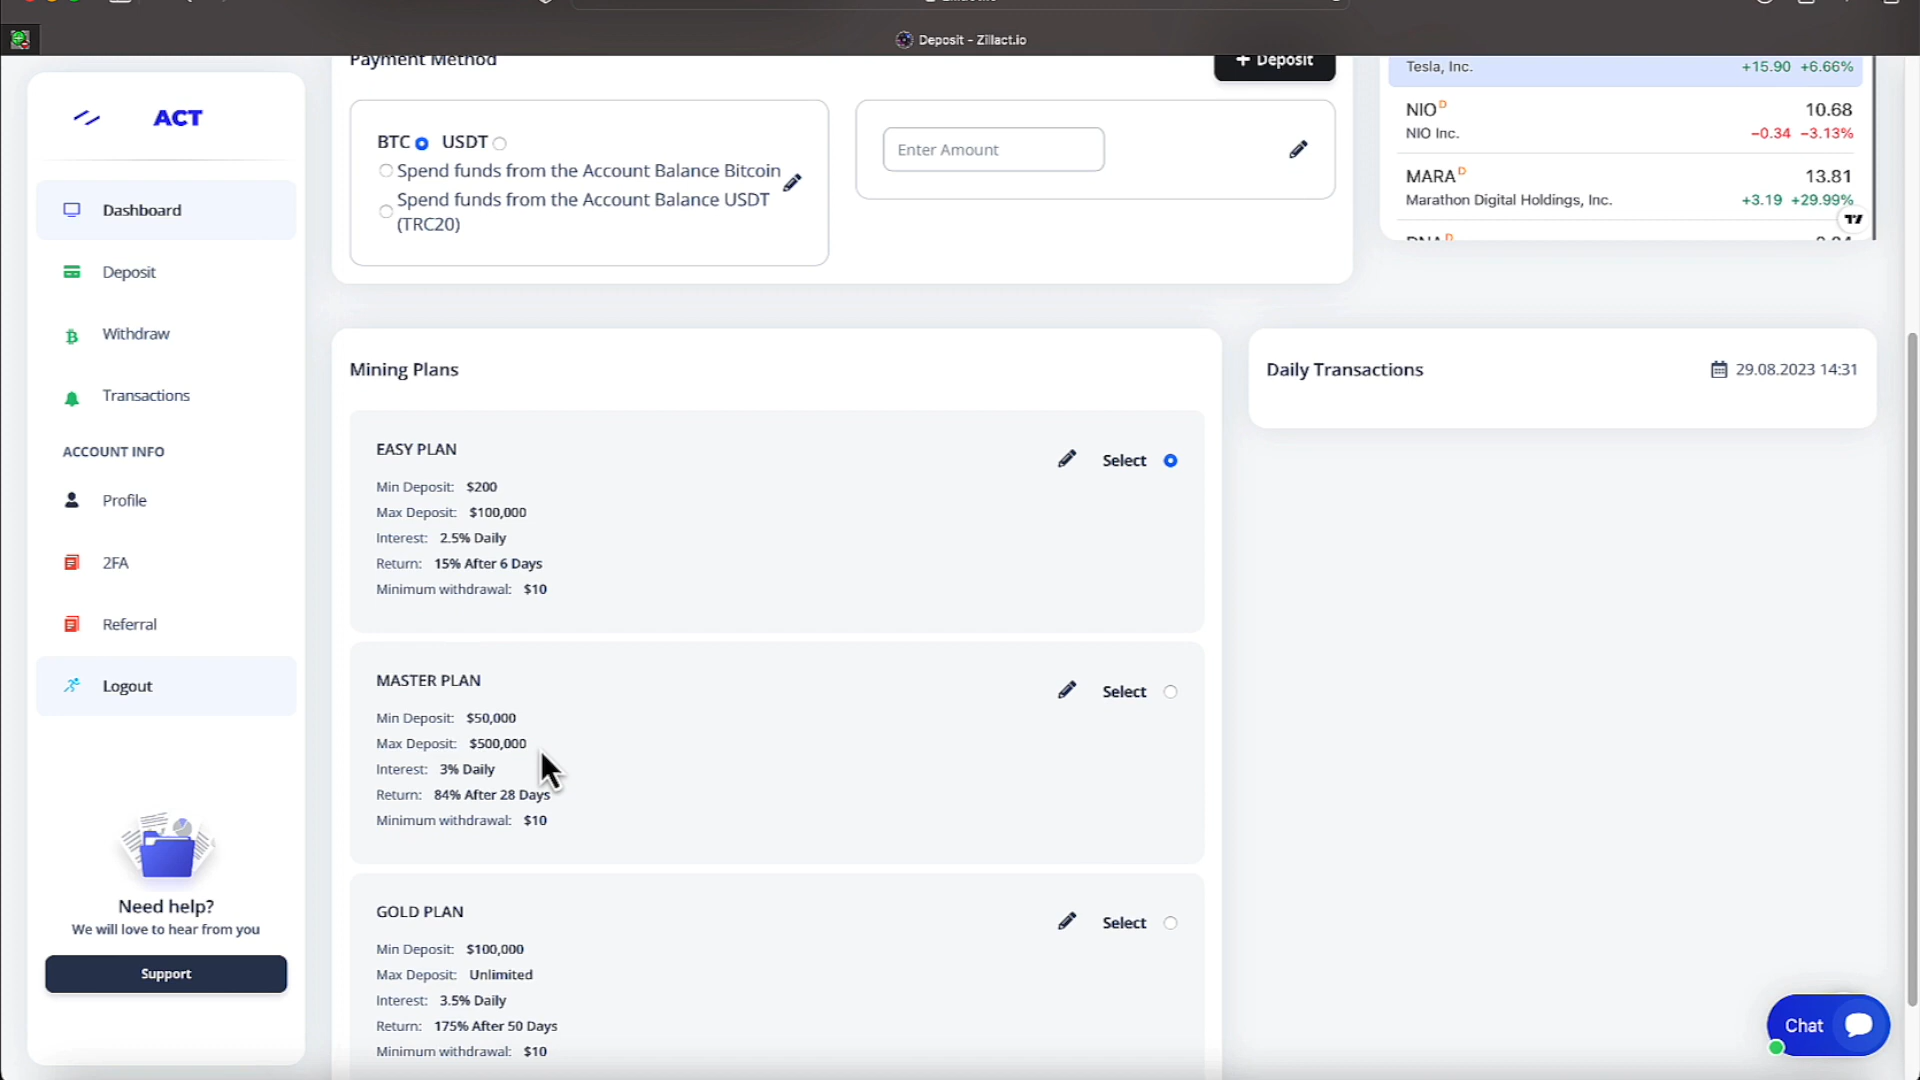 Deposit – Zillact.io
ACT
Dashboard
Deposit
Withdraw
Transactions
ACCOUNT INFO
Profile
2FA
Referral
Logout
Need help?
We will love to hear from you
Support
Payment Method
+ Deposit
BTC USDT
Spend funds from the Account Balance Bitcoin
Spend funds from the Account Balance USDT
(TRC20)
Enter Amount
Tesla, Inc. +15.90 +6.66%
NIO D 10.68
NIO Inc. −0.34 −3.13%
MARA D 13.81
Marathon Digital Holdings, Inc. +3.19 +29.99%
Mining Plans
EASY PLAN
Select
Min Deposit: $200
Max Deposit: $100,000
Interest: 2.5% Daily
Return: 15% After 6 Days
Minimum withdrawal: $10
MASTER PLAN
Select
Min Deposit: $50,000
Max Deposit: $500,000
Interest: 3% Daily
Return: 84% After 28 Days
Minimum withdrawal: $10
GOLD PLAN
Select
Min Deposit: $100,000
Max Deposit: Unlimited
Interest: 3.5% Daily
Return: 175% After 50 Days
Minimum withdrawal: $10
Daily Transactions
29.08.2023 14:31
Chat